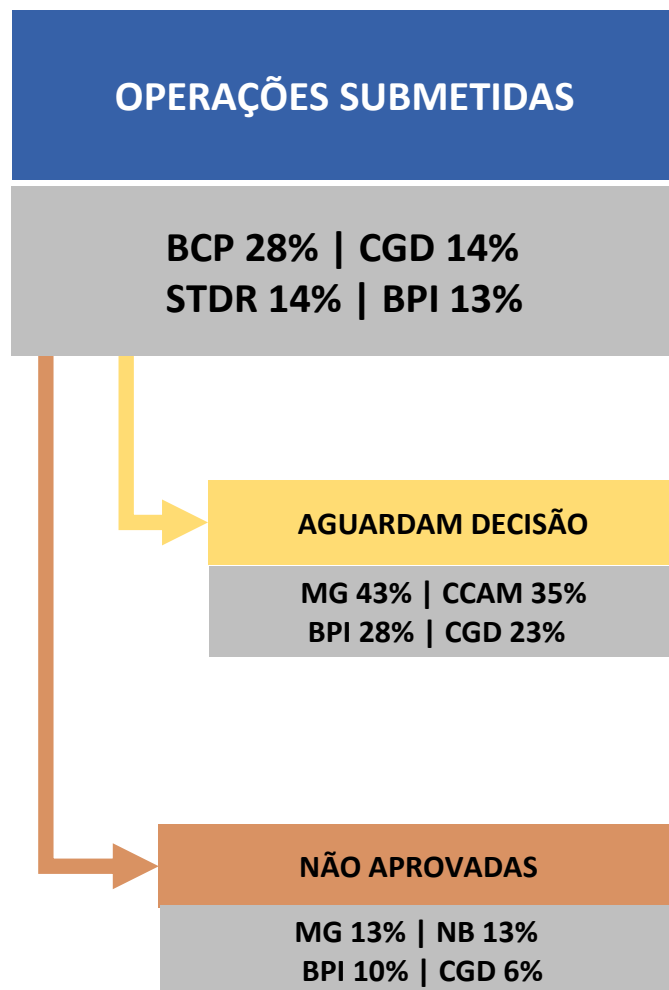 OPERAÇÕES SUBMETIDAS
BCP 28% | CGD 14%
STDR 14% | BPI 13%
AGUARDAM DECISÃO
MG 43% | CCAM 35%
BPI 28% | CGD 23%
NÃO APROVADAS
MG 13% | NB 13%
BPI 10% | CGD 6%